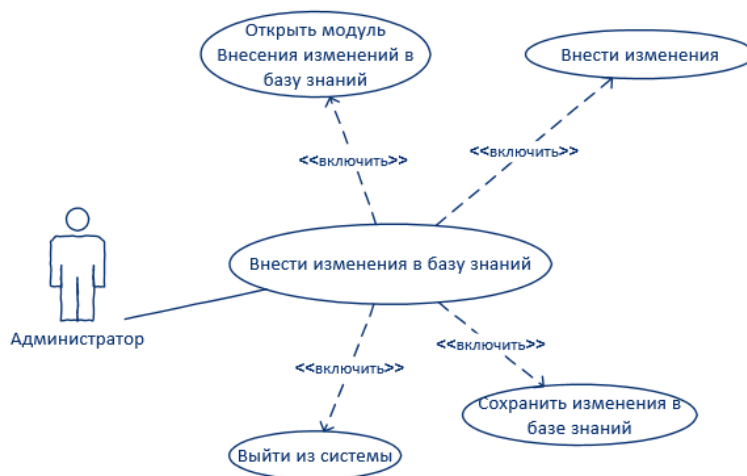 Открыть модуль
Внесения изменений в
базу знаний
Внести изменения
<<включить>>
<<включить>>
Внести изменения в базу знаний
Администратор
<<включить>>
<<включить>>
Сохранить изменения в
базе знаний
Выйти из системы